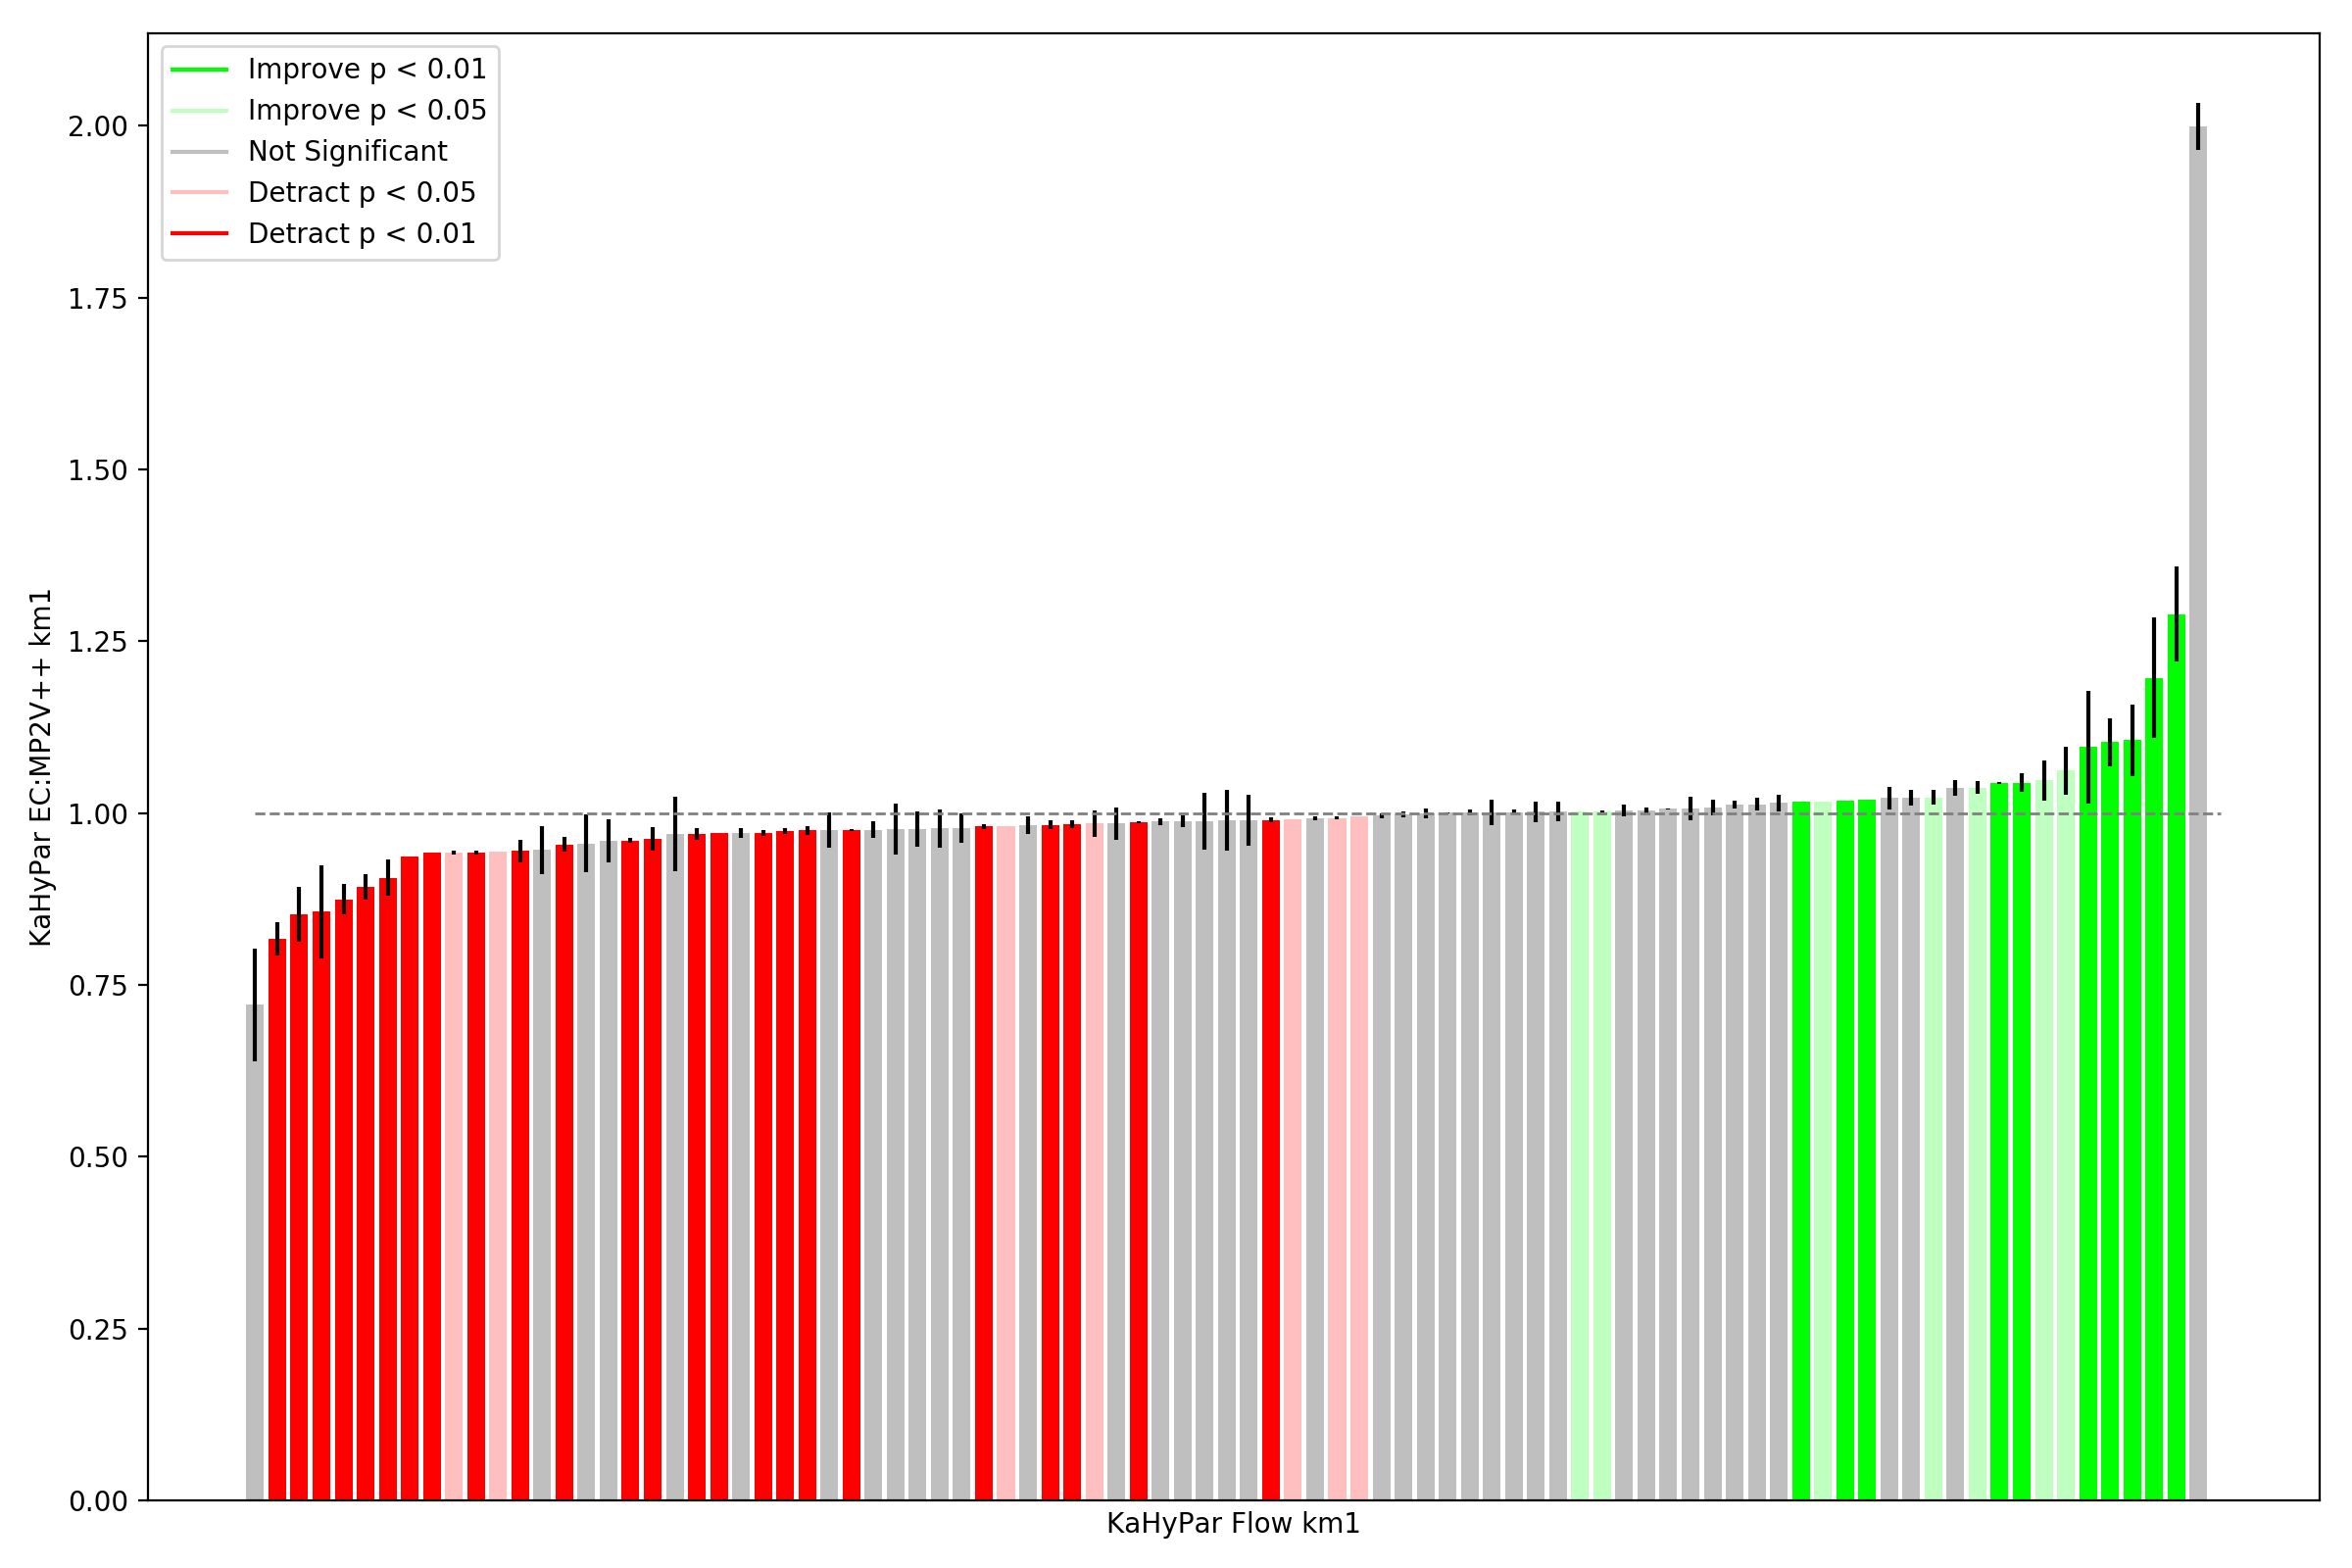 Improve p < 0.01
Improve p < 0.05
Not Significant
Detract p < 0.05
Detract p < 0.01
2.00
1.75
1.50
1.25
1.00
0.75
0.50
0.25
0.00
KaHyPar EC:MP2V++ km1
KaHyPar Flow km1